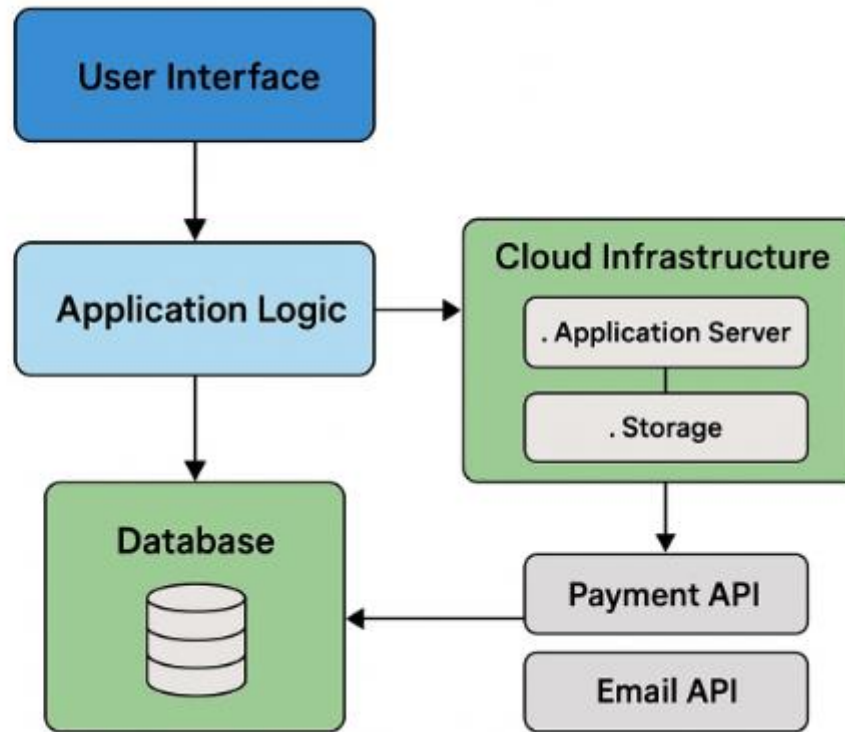 User Interface
Application Logic
Cloud Infrastructure
. Application Server
. Storage
Database
Payment API
Email API